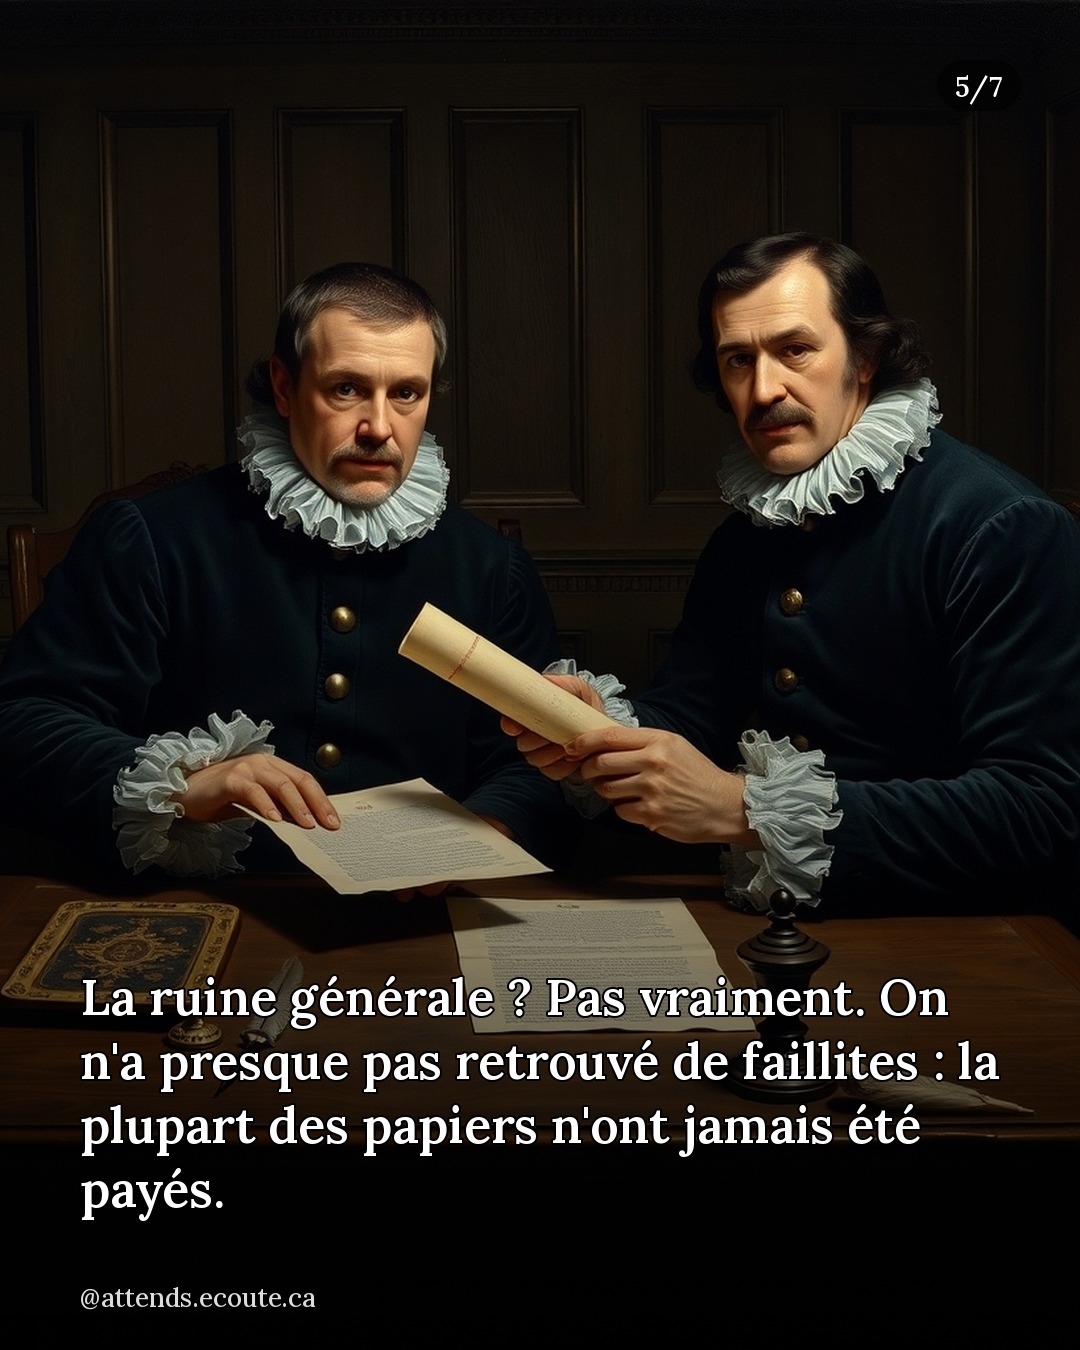 5/7
La ruine générale ? Pas vraiment. On
n'a presque pas retrouvé de faillites : la
plupart des papiers n'ont jamais été
payés.
@attends.ecoute.ca